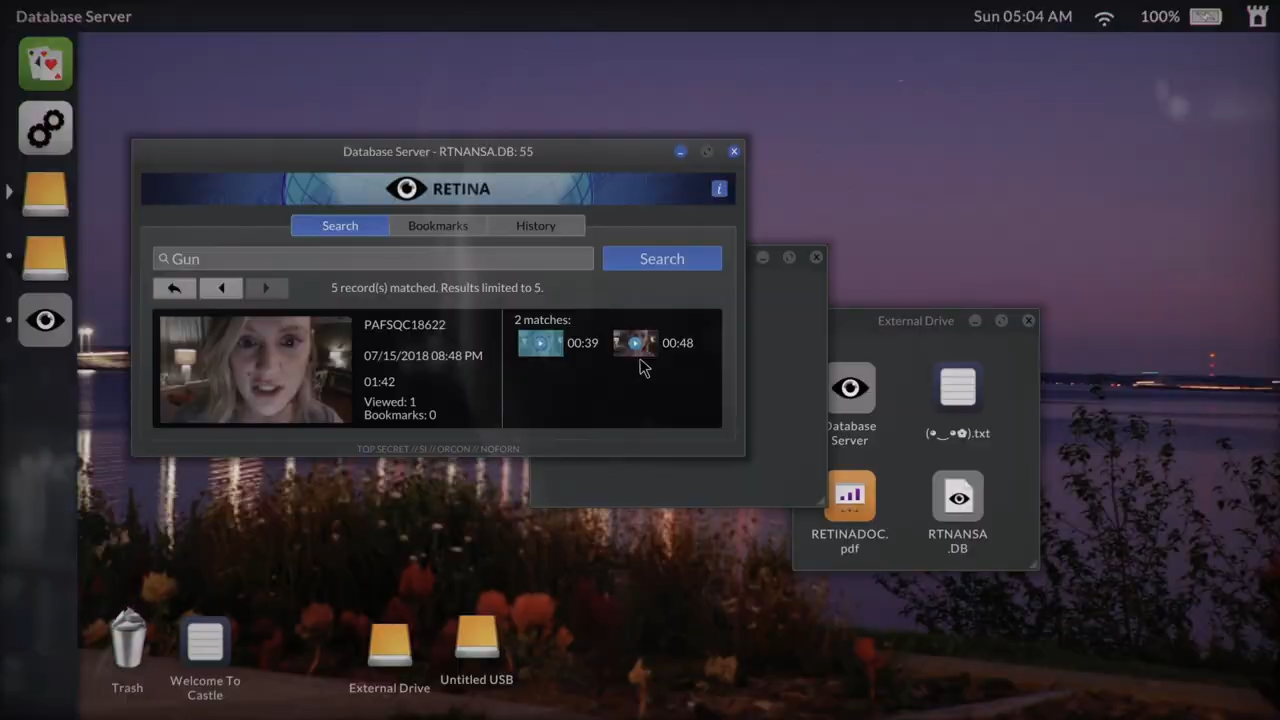 Database Server
Sun 05:04 AM
100%
Database Server - RTNANSA.DB: 55
RETINA
i
Search
Bookmarks
History
Gun
Search
5 record(s) matched. Results limited to 5.
PAFSQC18622
07/15/2018 08:48 PM
01:42
Viewed: 1
Bookmarks: 0
2 matches:
00:39
00:48
TOP SECRET // SI // ORCON // NOFORN
External Drive
Database
Server
(•‿•✿).txt
RETINADOC.
pdf
RTNANSA
.DB
Trash
Welcome To
Castle
External Drive
Untitled USB